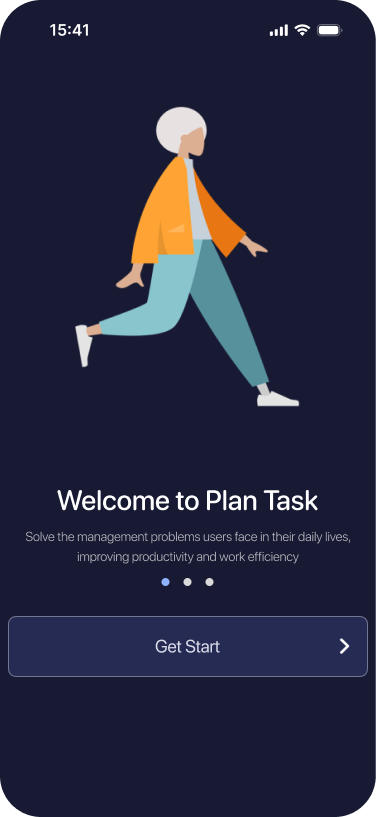 15:41
Welcome to Plan Task
Solve the management problems users face in their daily lives,
improving productivity and work efficiency
Get Start